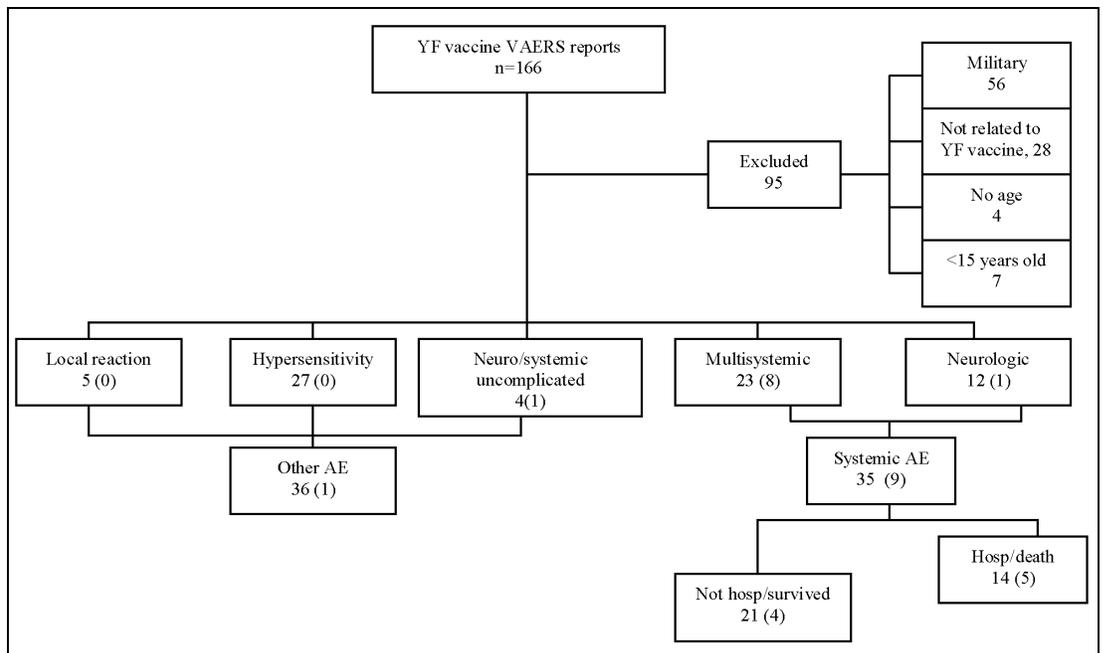 YF vaccine VAERS reports
n=166
Military
56
Not related to
YF vaccine, 28
No age
4
<15 years old
7
Excluded
95
Local reaction
5 (0)
Hypersensitivity
27 (0)
Neuro/systemic
uncomplicated
4(1)
Multisystemic
23 (8)
Neurologic
12 (1)
Other AE
36 (1)
Systemic AE
35 (9)
Not hosp/survived
21 (4)
Hosp/death
14 (5)